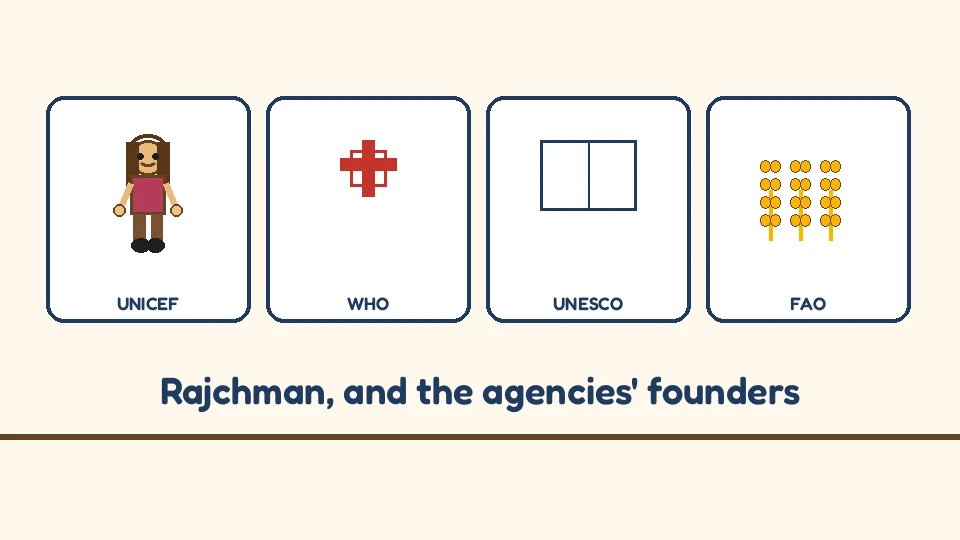 UNICEF
WHO
UNESCO
FAO
Rajchman, and the agencies' founders